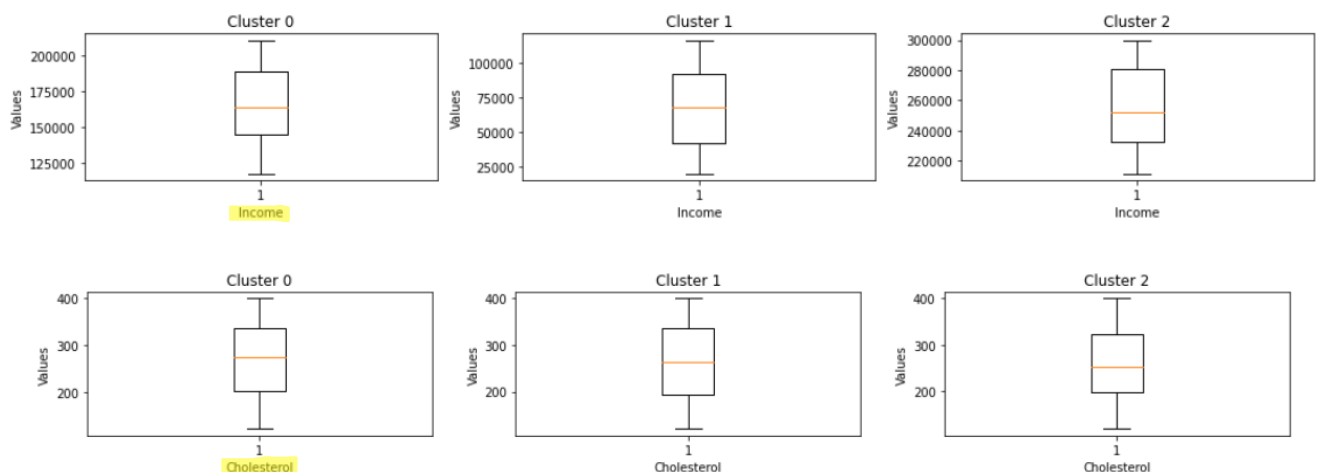 Cluster 0 Cluster 1 Cluster 2
200000
175000
150000
125000
Values
1
Income
100000
75000
50000
25000
Values
1
Income
300000
280000
260000
240000
220000
Values
1
Income
Cluster 0 Cluster 1 Cluster 2
400
300
200
Values
1
Cholesterol
400
300
200
Values
1
Cholesterol
400
300
200
Values
1
Cholesterol